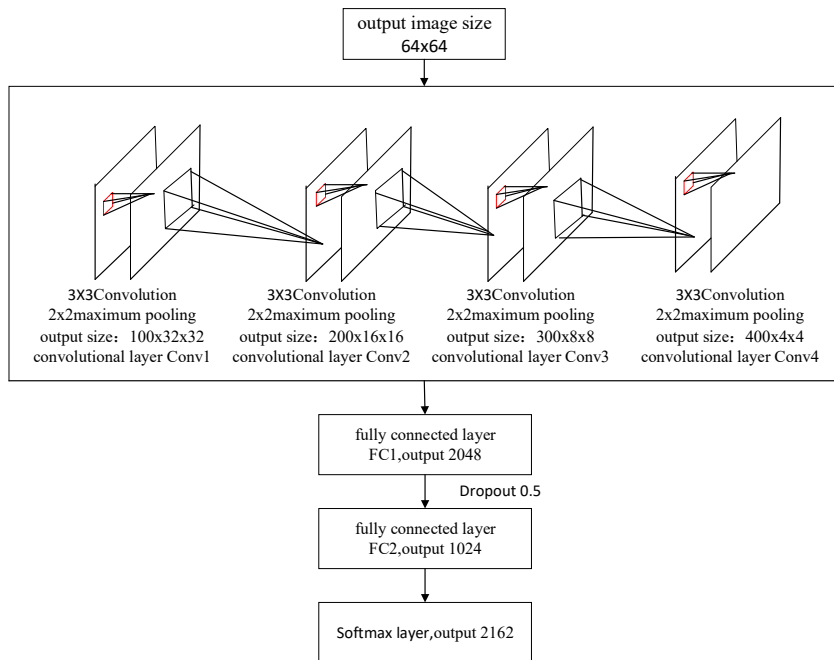 output image size
64x64
3X3Convolution
2x2maximum pooling
output size：100x32x32
convolutional layer Conv1
3X3Convolution
2x2maximum pooling
output size：200x16x16
convolutional layer Conv2
3X3Convolution
2x2maximum pooling
output size：300x8x8
convolutional layer Conv3
3X3Convolution
2x2maximum pooling
output size：400x4x4
convolutional layer Conv4
fully connected layer
FC1,output 2048
Dropout 0.5
fully connected layer
FC2,output 1024
Softmax layer,output 2162